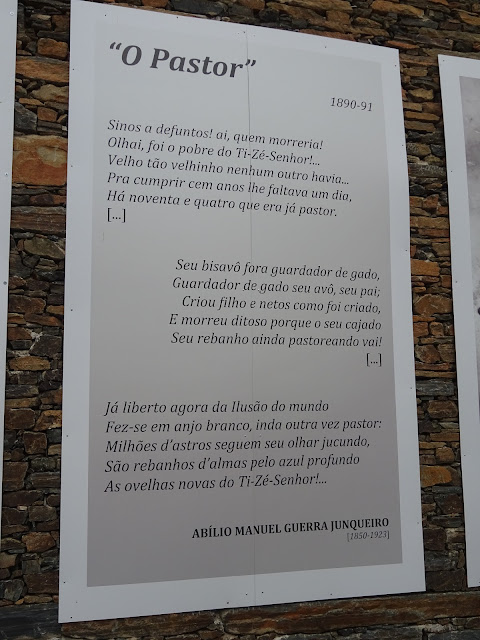 “O Pastor”
1890-91
Sinos a defuntos! ai, quem morreria!
Olhai, foi o pobre do Ti-Zé-Senhor!...
Velho tão velhinho nenhum outro havia...
Pra cumprir cem anos lhe faltava um dia,
Há noventa e quatro que era já pastor.
[...]
Seu bisavô fora guardador de gado,
Guardador de gado seu avô, seu pai;
Criou filho e netos como foi criado,
E morreu ditoso porque o seu cajado
Seu rebanho ainda pastoreando vai!
[...]
Já liberto agora da Ilusão do mundo
Fez-se em anjo branco, inda outra vez pastor:
Milhões d’astros seguem seu olhar jucundo,
São rebanhos d’almas pelo azul profundo
As ovelhas novas do Ti-Zé-Senhor!...
ABÍLIO MANUEL GUERRA JUNQUEIRO
[1850-1923]